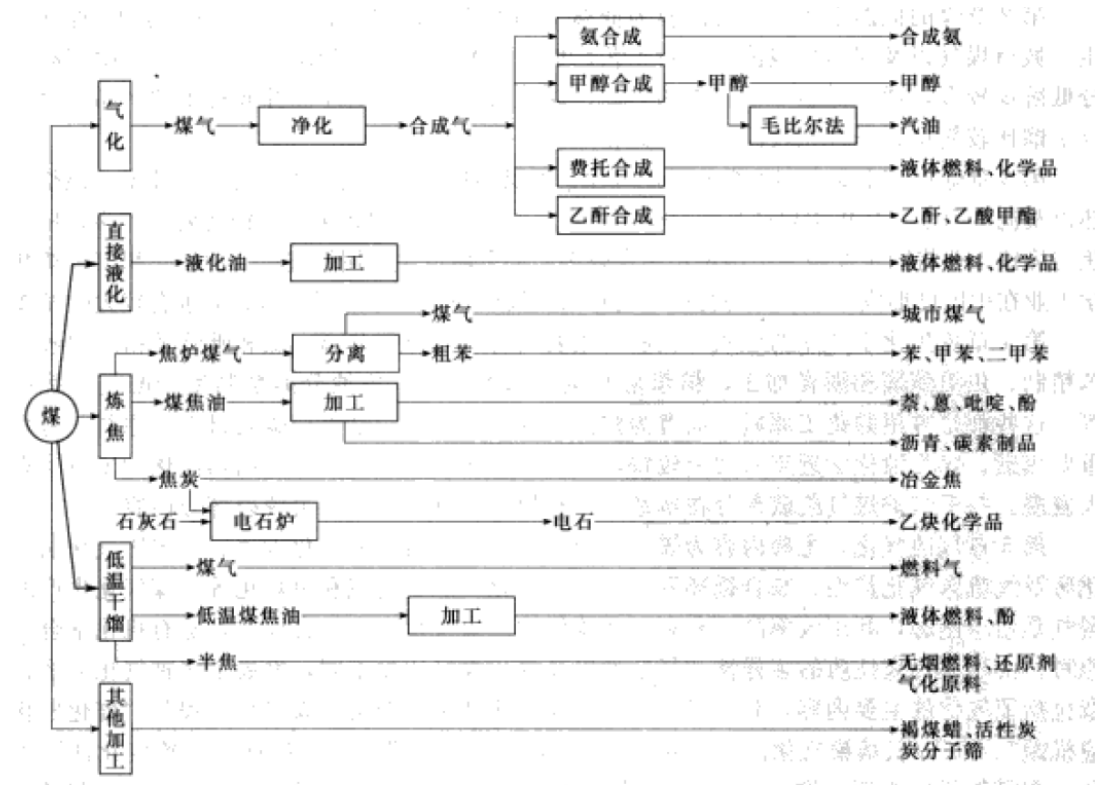 氨合成
合成氨
气化
煤气
净化
合成气
甲醇合成
甲醇
甲醇
毛比尔法
汽油
费托合成
液体燃料、化学品
乙酐合成
乙酐、乙酸甲酯
直接液化
液化油
加工
液体燃料、化学品
煤
炼焦
焦炉煤气
分离
煤气
城市煤气
粗苯
苯、甲苯、二甲苯
煤焦油
加工
萘、蒽、吡啶、酚
沥青、碳素制品
焦炭
冶金焦
石灰石
电石炉
电石
乙炔化学品
低温干馏
煤气
燃料气
低温煤焦油
加工
液体燃料、酚
半焦
无烟燃料、还原剂
气化原料
其他加工
褐煤蜡、活性炭
炭分子筛